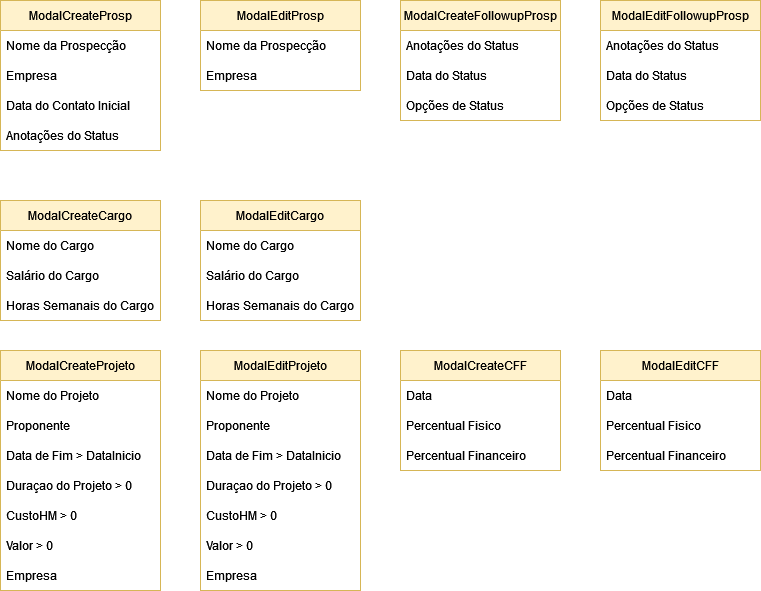 ModalCreateProsp
Nome da Prospecção
Empresa
Data do Contato Inicial
Anotações do Status
ModalEditProsp
Nome da Prospecção
Empresa
ModalCreateFollowupProsp
Anotações do Status
Data do Status
Opções de Status
ModalEditFollowupProsp
Anotações do Status
Data do Status
Opções de Status
ModalCreateCargo
Nome do Cargo
Salário do Cargo
Horas Semanais do Cargo
ModalEditCargo
Nome do Cargo
Salário do Cargo
Horas Semanais do Cargo
ModalCreateProjeto
Nome do Projeto
Proponente
Data de Fim > DataInicio
Duraçao do Projeto > 0
CustoHM > 0
Valor > 0
Empresa
ModalEditProjeto
Nome do Projeto
Proponente
Data de Fim > DataInicio
Duraçao do Projeto > 0
CustoHM > 0
Valor > 0
Empresa
ModalCreateCFF
Data
Percentual Fisico
Percentual Financeiro
ModalEditCFF
Data
Percentual Fisico
Percentual Financeiro